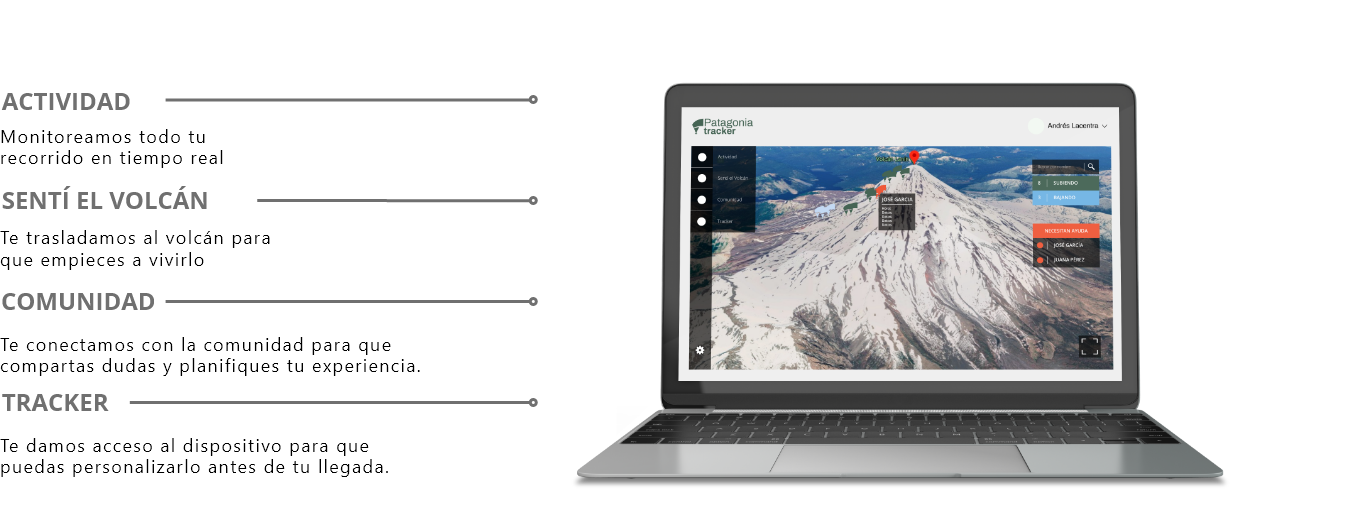 ACTIVIDAD
Monitoreamos todo tu
recorrido en tiempo real
SENTÍ EL VOLCÁN
Te trasladamos al volcán para
que empieces a vivirlo
COMUNIDAD
Te conectamos con la comunidad para que
compartas dudas y planifiques tu experiencia.
TRACKER
Te damos acceso al dispositivo para que
puedas personalizarlo antes de tu llegada.
Patagonia
tracker
Andrés Lacentra
Actividad
Sentí el Volcán
Comunidad
Tracker
JOSÉ GARCÍA
8 SUBIENDO
BAJANDO
NECESITAN AYUDA
JOSÉ GARCÍA
JUANA PÉREZ